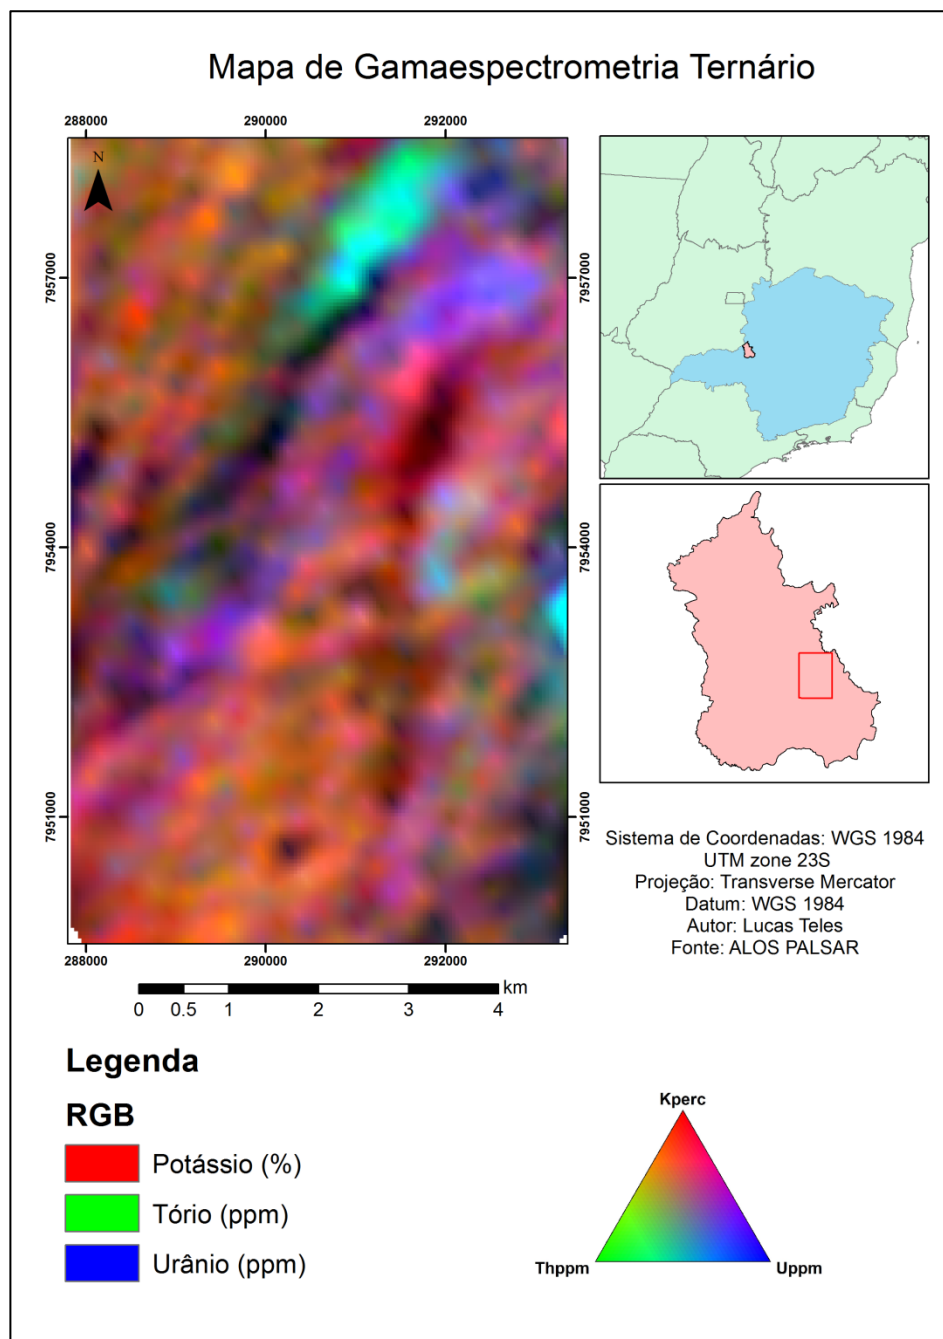 Mapa de Gamaespectrometria Ternário
288000 290000 292000
N
7957000 7957000
7954000 7954000
7951000 7951000
288000 290000 292000
km
0 0.5 1 2 3 4
Sistema de Coordenadas: WGS 1984
UTM zone 23S
Projeção: Transverse Mercator
Datum: WGS 1984
Autor: Lucas Teles
Fonte: ALOS PALSAR
Legenda
RGB
Potássio (%)
Tório (ppm)
Urânio (ppm)
Kperc
Thppm Uppm